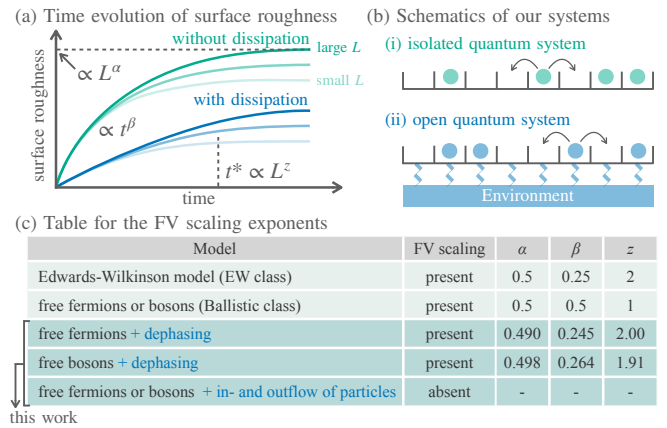 (a) Time evolution of surface roughness
without dissipation
large L
∝ L^α
small L
∝ t^β
with dissipation
t* ∝ L^z
surface roughness
time
(b) Schematics of our systems
(i) isolated quantum system
(ii) open quantum system
Environment
(c) Table for the FV scaling exponents
Model FV scaling α β z
Edwards-Wilkinson model (EW class) present 0.5 0.25 2
free fermions or bosons (Ballistic class) present 0.5 0.5 1
free fermions + dephasing present 0.490 0.245 2.00
free bosons + dephasing present 0.498 0.264 1.91
free fermions or bosons + in- and outflow of particles absent - - -
this work